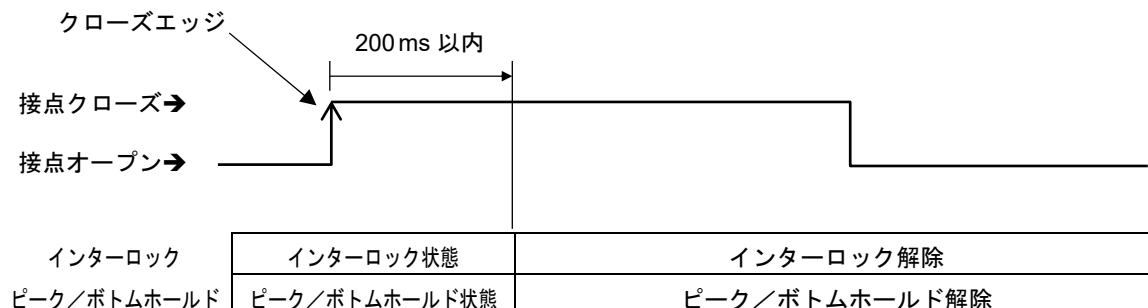 クローズエッジ
200 ms 以内
接点クローズ➔
接点オープン➔
インターロック インターロック状態 インターロック解除
ピーク／ボトムホールド ピーク／ボトムホールド状態 ピーク／ボトムホールド解除